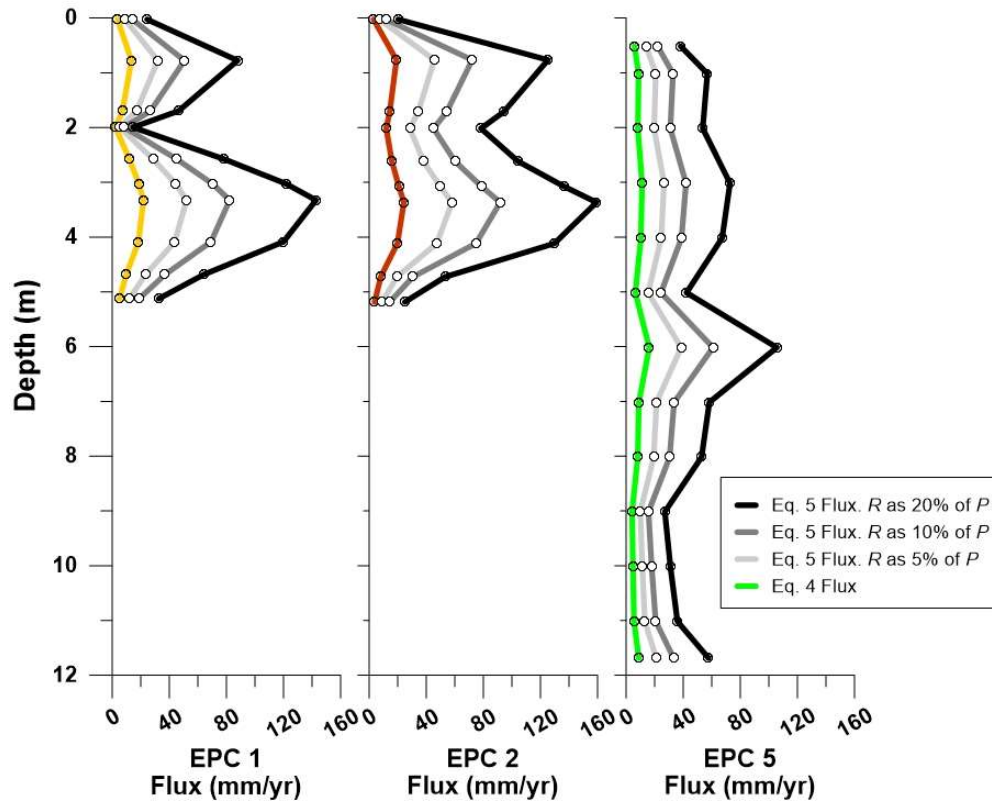 0
2
4
6
8
10
12
Depth (m)
0 40 80 120 160
0 40 80 120 160
0 40 80 120 160
EPC 1
Flux (mm/yr)
EPC 2
Flux (mm/yr)
EPC 5
Flux (mm/yr)
Eq. 5 Flux. R as 20% of P
Eq. 5 Flux. R as 10% of P
Eq. 5 Flux. R as 5% of P
Eq. 4 Flux